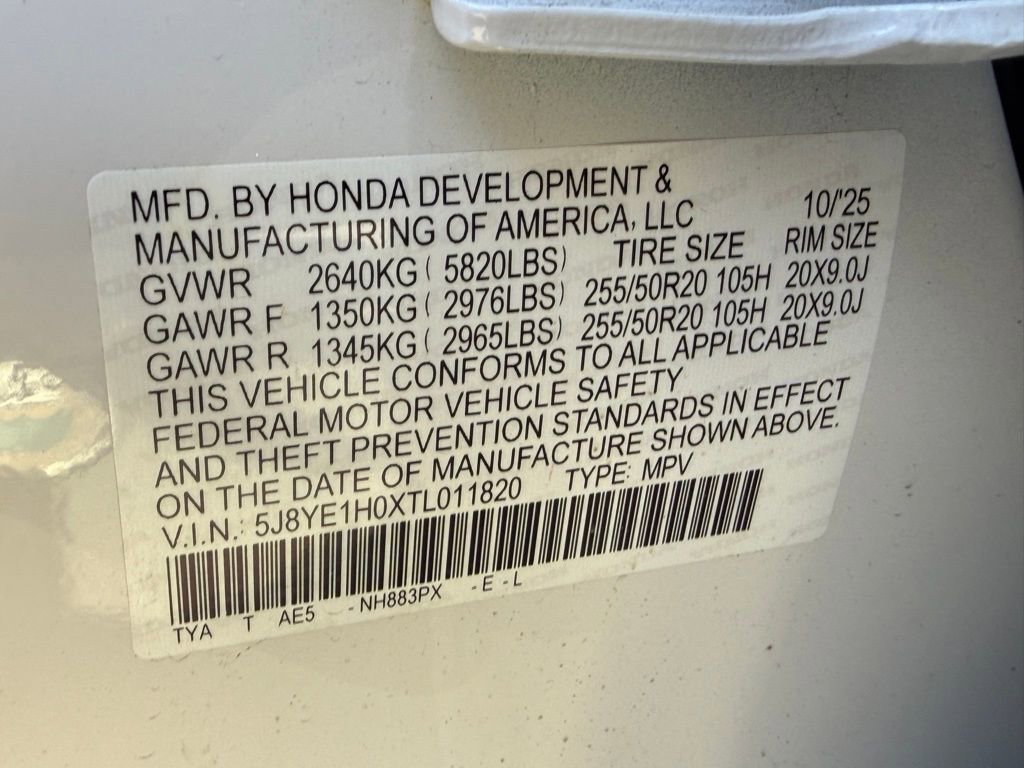 MFD. BY HONDA DEVELOPMENT &
MANUFACTURING OF AMERICA, LLC 10/'25
GVWR 2640KG ( 5820LBS) TIRE SIZE RIM SIZE
GAWR F 1350KG ( 2976LBS) 255/50R20 105H 20X9.0J
GAWR R 1345KG ( 2965LBS) 255/50R20 105H 20X9.0J
THIS VEHICLE CONFORMS TO ALL APPLICABLE
FEDERAL MOTOR VEHICLE SAFETY
AND THEFT PREVENTION STANDARDS IN EFFECT
ON THE DATE OF MANUFACTURE SHOWN ABOVE.
V.I.N.: 5J8YE1H0XTL011820 TYPE: MPV
TYA T AE5 - NH883PX - E - L